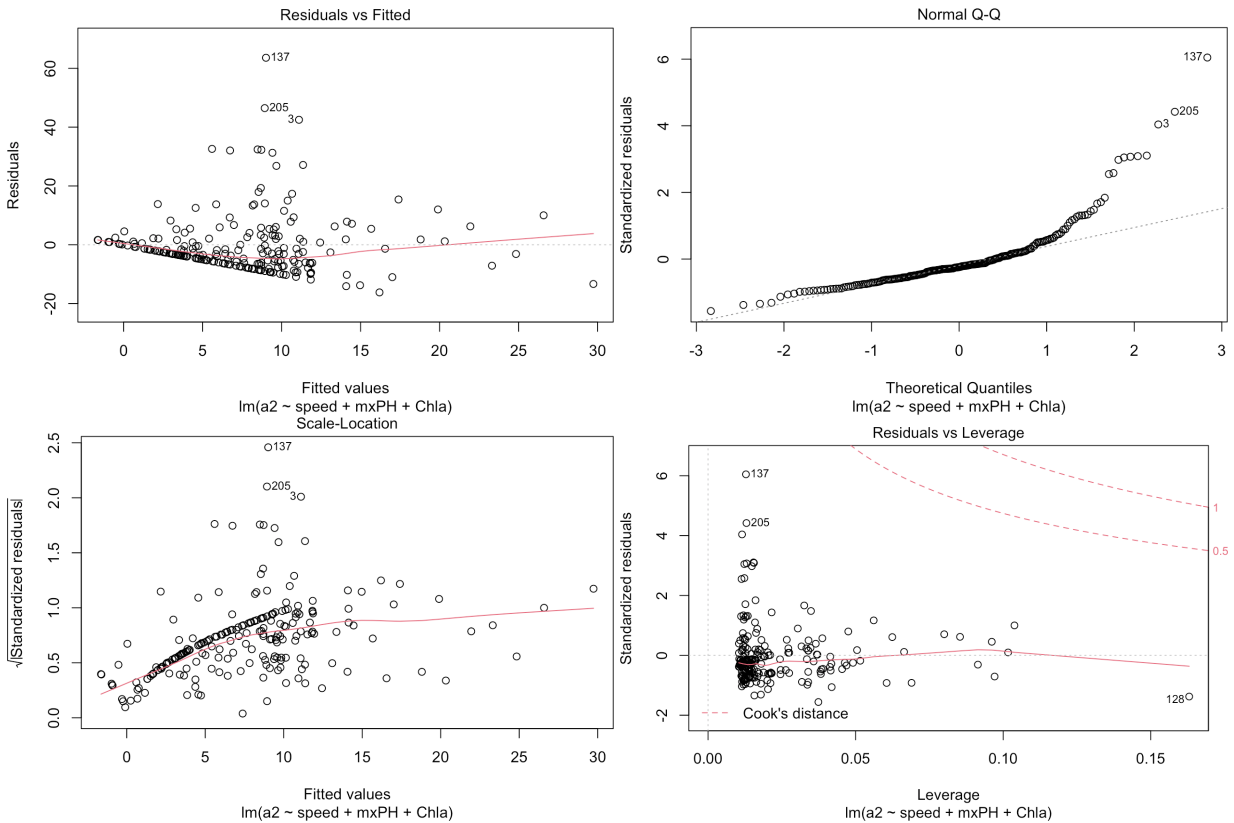 Residuals vs Fitted
Residuals
60
40
20
0
-20
137
205
3
0 5 10 15 20 25 30
Fitted values
lm(a2 ~ speed + mxPH + Chla)
Normal Q-Q
Standardized residuals
6
4
2
0
137
205
3
-3 -2 -1 0 1 2 3
Theoretical Quantiles
lm(a2 ~ speed + mxPH + Chla)
Scale-Location
√|Standardized residuals|
2.5
2.0
1.5
1.0
0.5
0.0
137
205
3
0 5 10 15 20 25 30
Fitted values
lm(a2 ~ speed + mxPH + Chla)
Residuals vs Leverage
Standardized residuals
6
4
2
0
-2
137
205
128
1
0.5
Cook's distance
0.00 0.05 0.10 0.15
Leverage
lm(a2 ~ speed + mxPH + Chla)